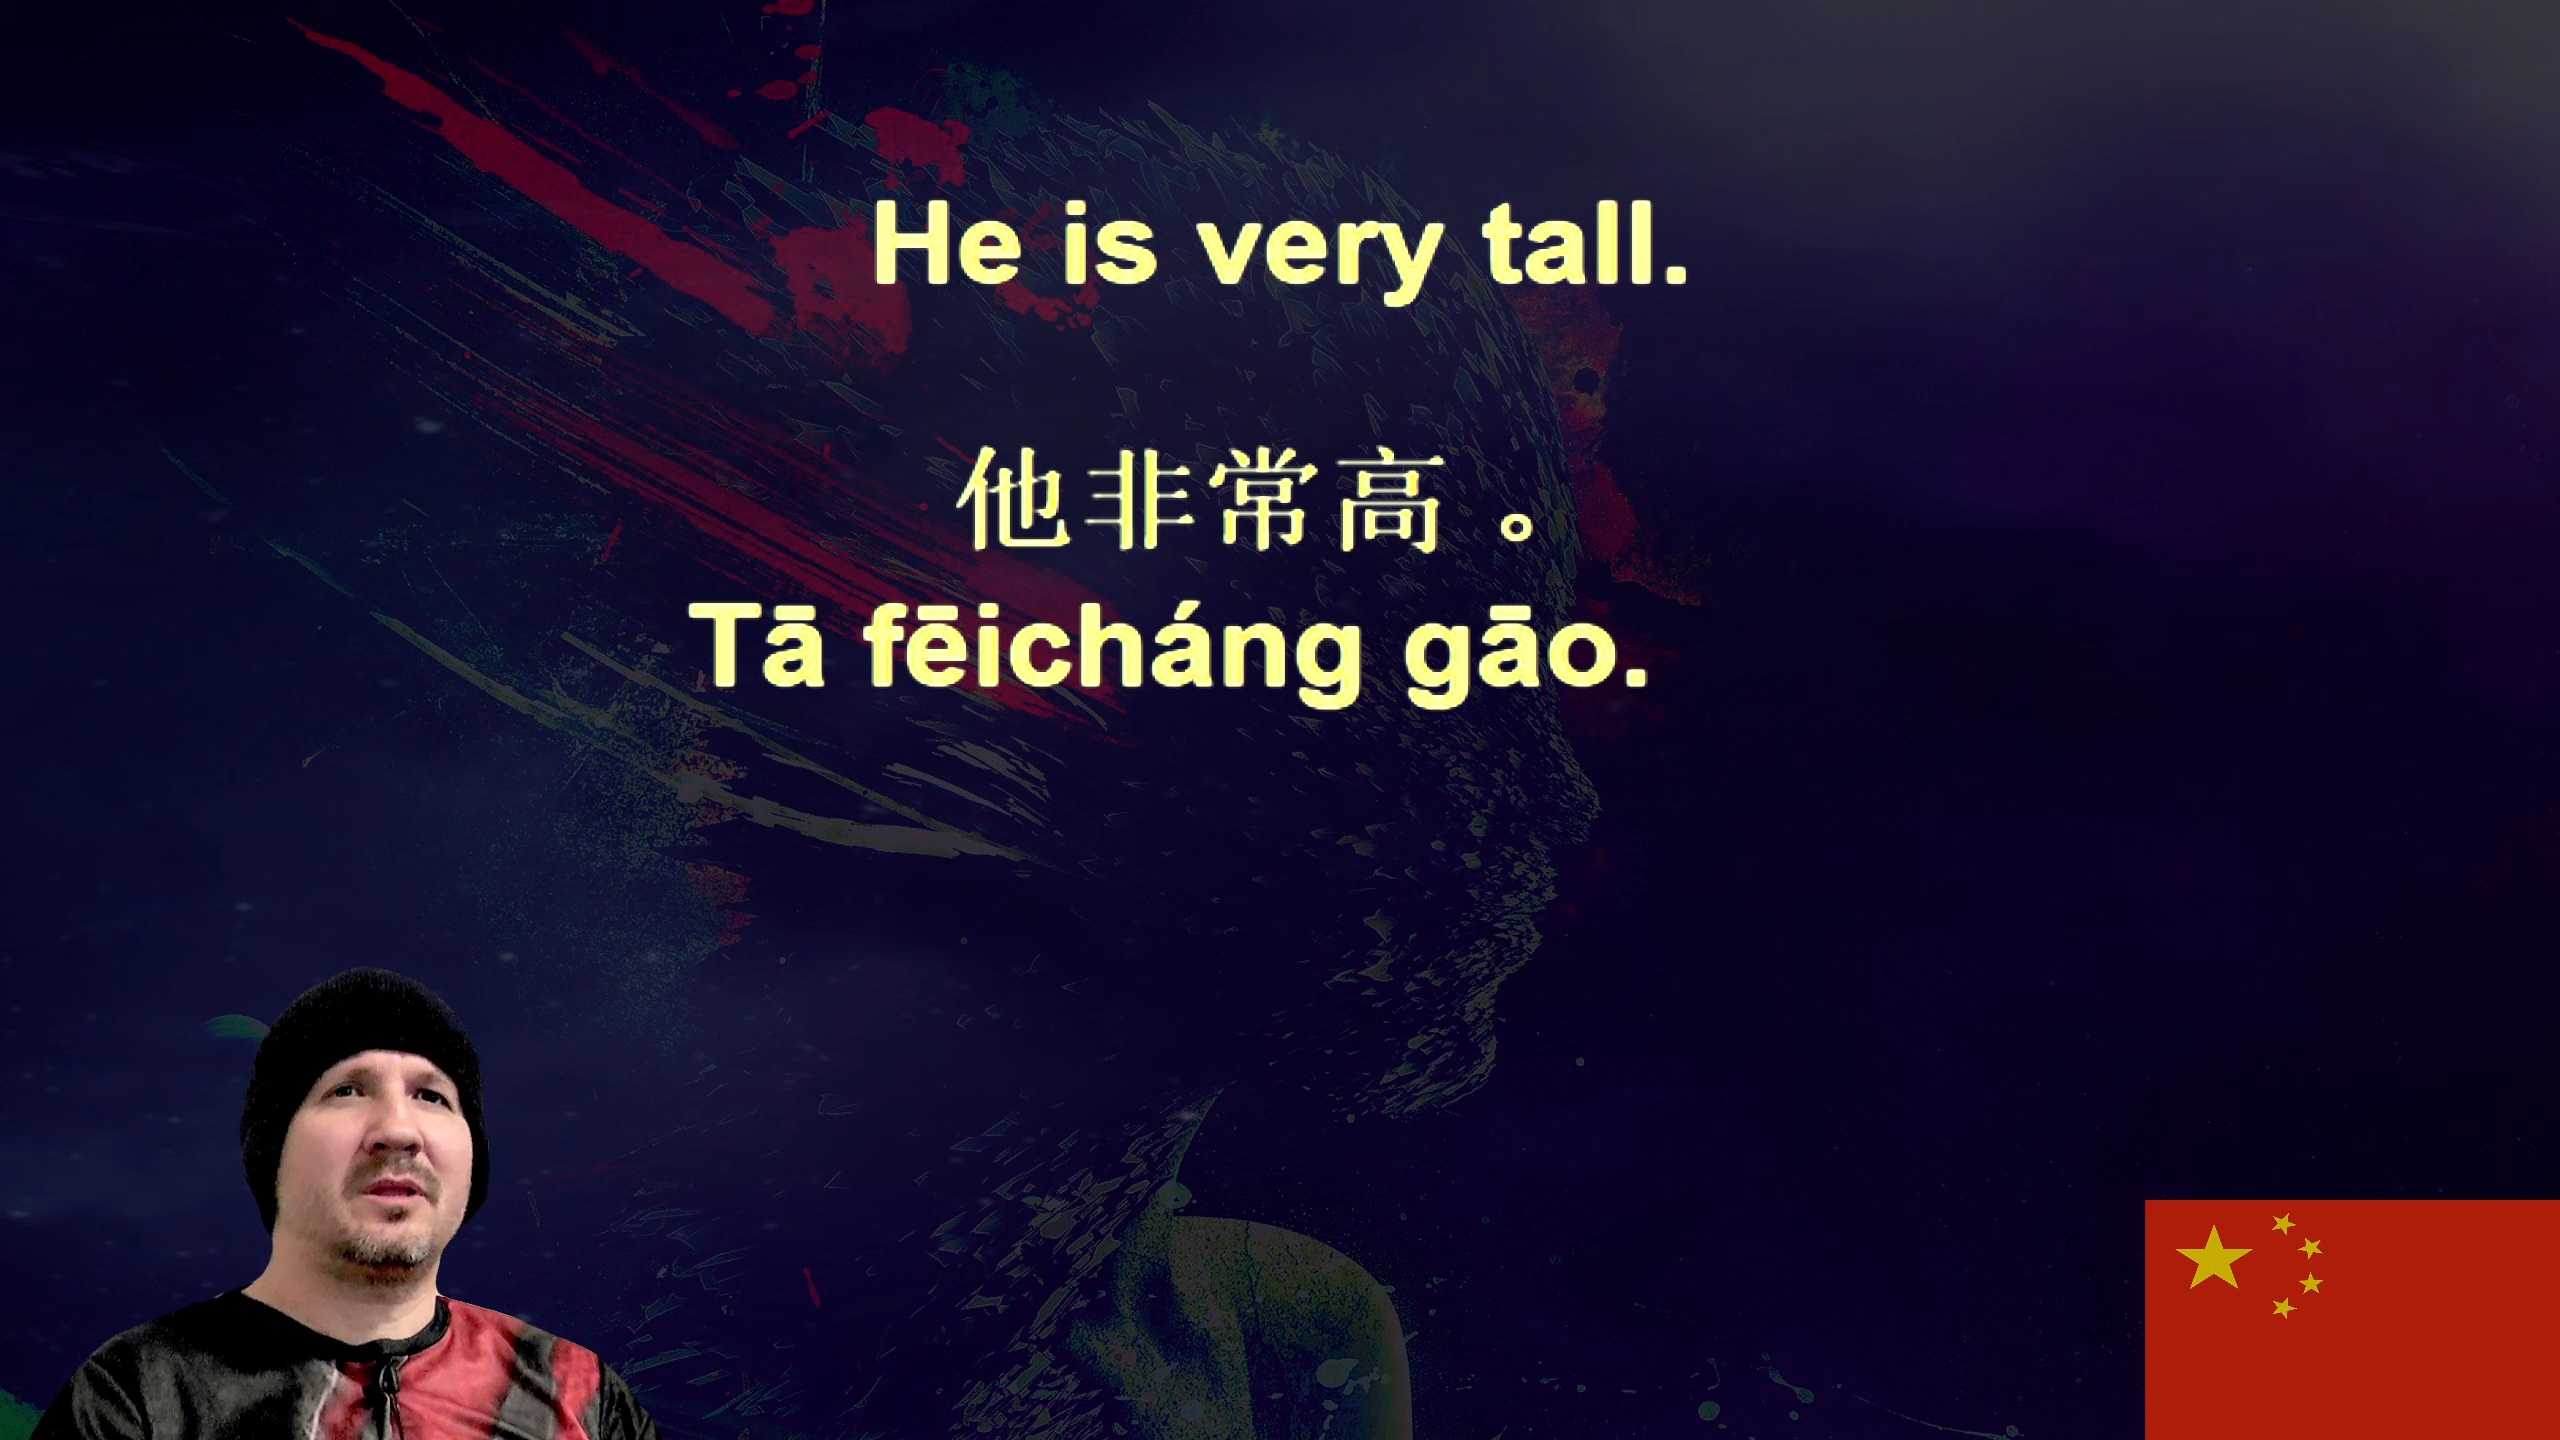 He is very tall.
他非常高。
Tā fēicháng gāo.